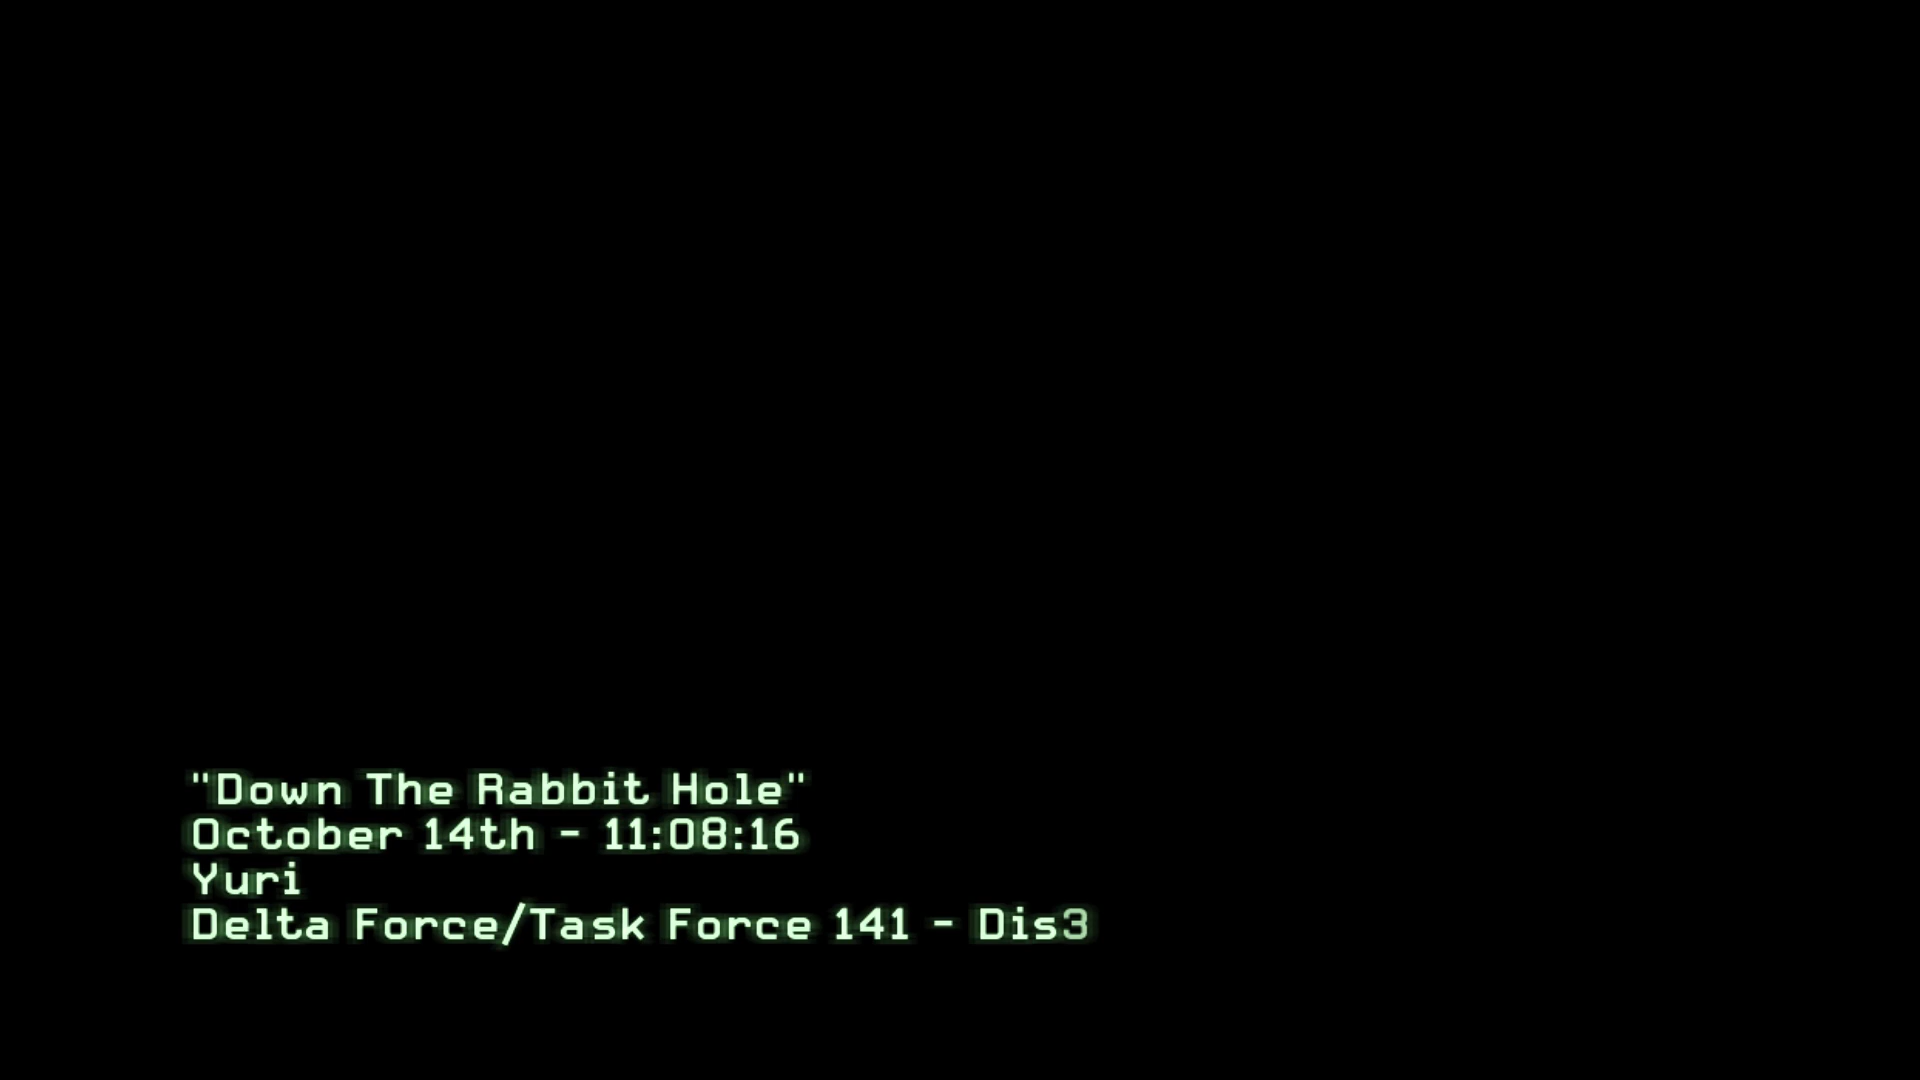 "Down The Rabbit Hole"
October 14th - 11:08:16
Yuri
Delta Force/Task Force 141 - Dis3